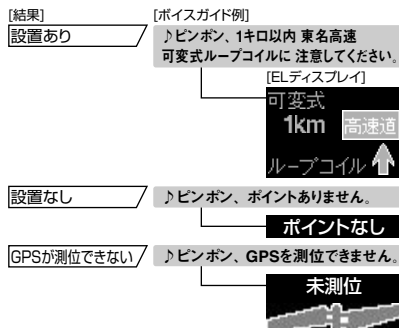 [結果]
[ボイスガイド例]
設置あり
♪ピンポン、1キロ以内 東名高速
可変式ループコイルに 注意してください。
[ELディスプレイ]
可変式
1km 高速道
ループコイル
設置なし
♪ピンポン、ポイントありません。
ポイントなし
GPSが測位できない
♪ピンポン、GPSを測位できません。
未測位